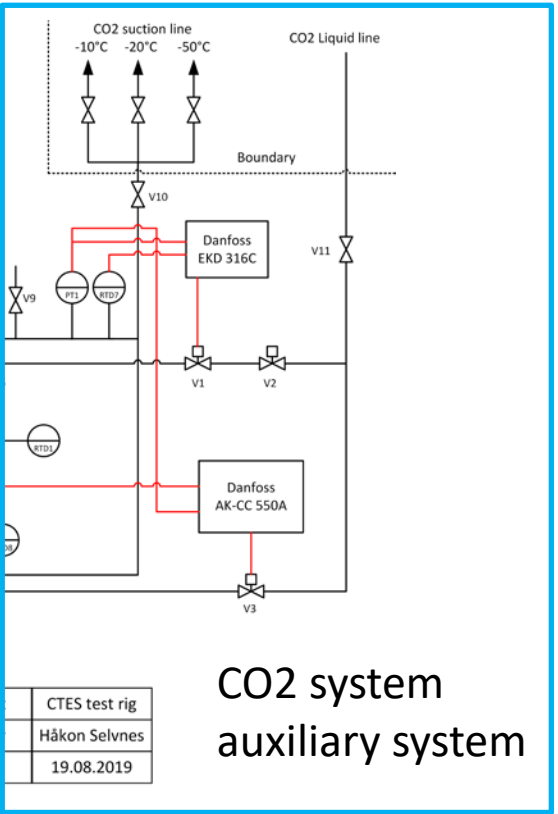 CO2 suction line
-10°C -20°C -50°C
CO2 Liquid line
Boundary
V10
Danfoss
EKD 316C
V11
V9
PT1
RTD7
V1
V2
RTD1
Danfoss
AK-CC 550A
V3
CO2 system
auxiliary system
CTES test rig
Håkon Selvnes
19.08.2019